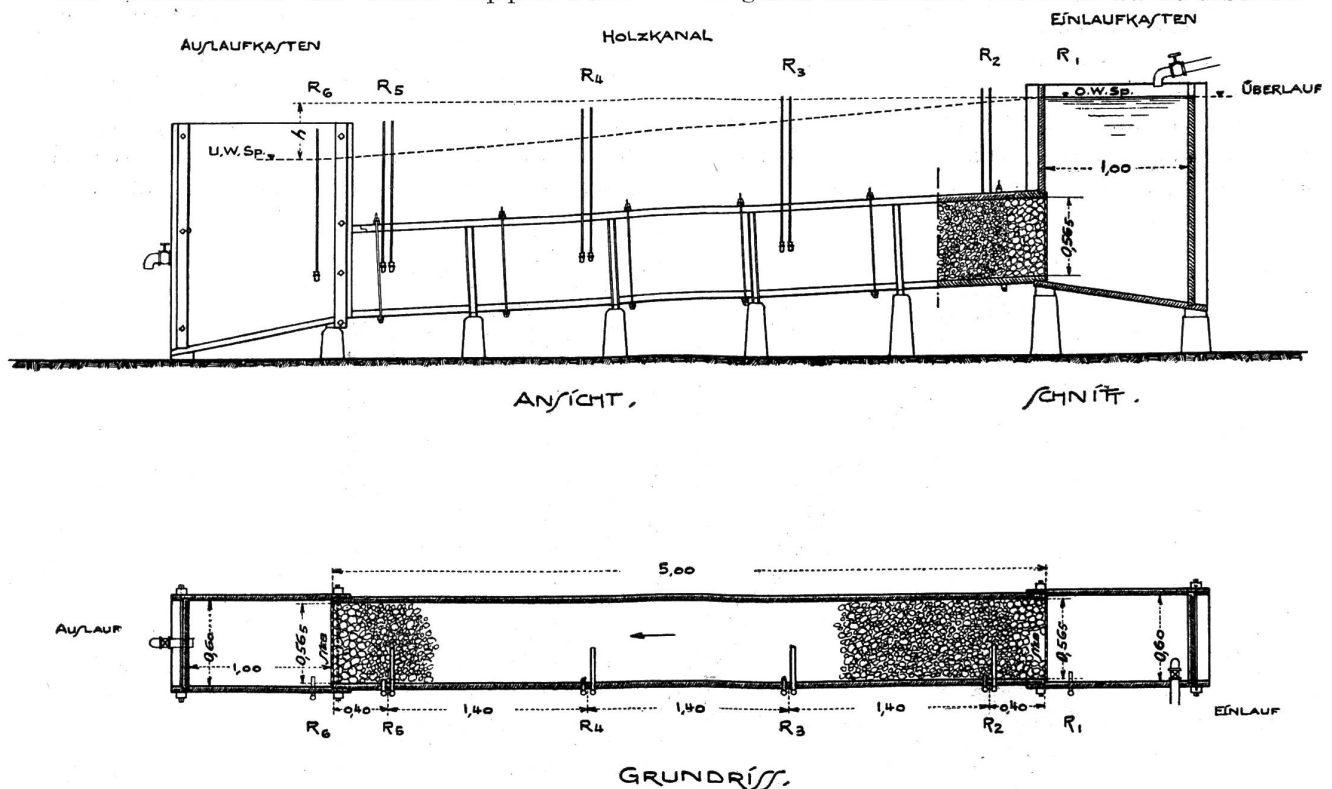 EINLAUFKASTEN
AUSLAUFKASTEN
HOLZKANAL
R6
R5
R4
R3
R2
R1
O.W.Sp.
ÜBERLAUF
h
U.W.Sp.
1,00
0,565
ANSICHT.
SCHNITT.
5,00
AUSLAUF
0,60
1,00
0,565
0,565
0,60
0,40
1,40
1,40
1,40
0,40
R6
R5
R4
R3
R2
R1
EINLAUF
GRUNDRISS.